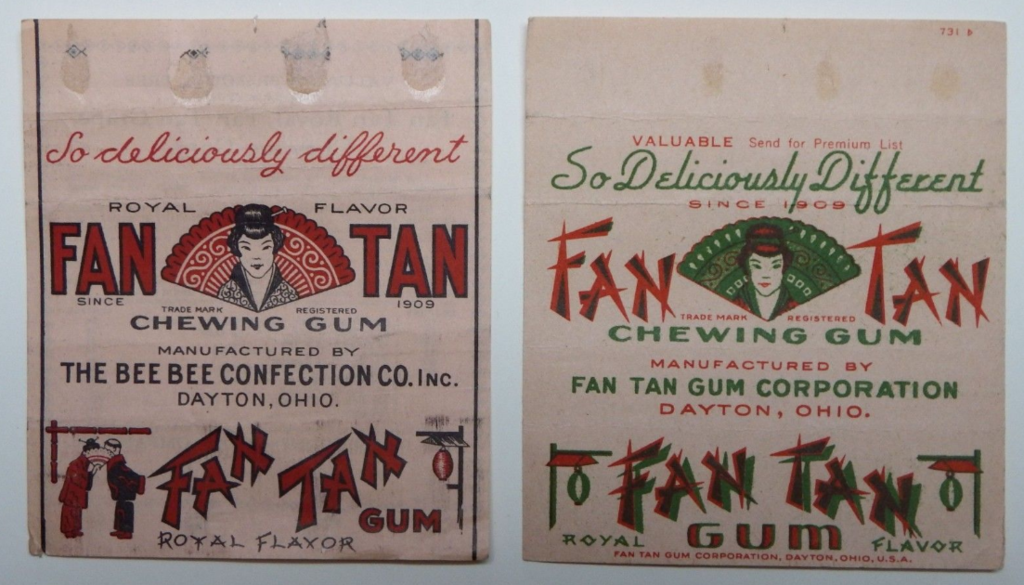 So deliciously different
ROYAL FLAVOR
FAN TAN
SINCE 1909
TRADE MARK REGISTERED
CHEWING GUM
MANUFACTURED BY
THE BEE BEE CONFECTION CO. INC.
DAYTON, OHIO.
FAN TAN
GUM
ROYAL FLAVOR
731 D
VALUABLE Send for Premium List
So Deliciously Different
SINCE 1909
FAN TAN
TRADE MARK REGISTERED
CHEWING GUM
MANUFACTURED BY
FAN TAN GUM CORPORATION
DAYTON, OHIO.
FAN TAN
ROYAL GUM FLAVOR
FAN TAN GUM CORPORATION, DAYTON, OHIO, U.S.A.